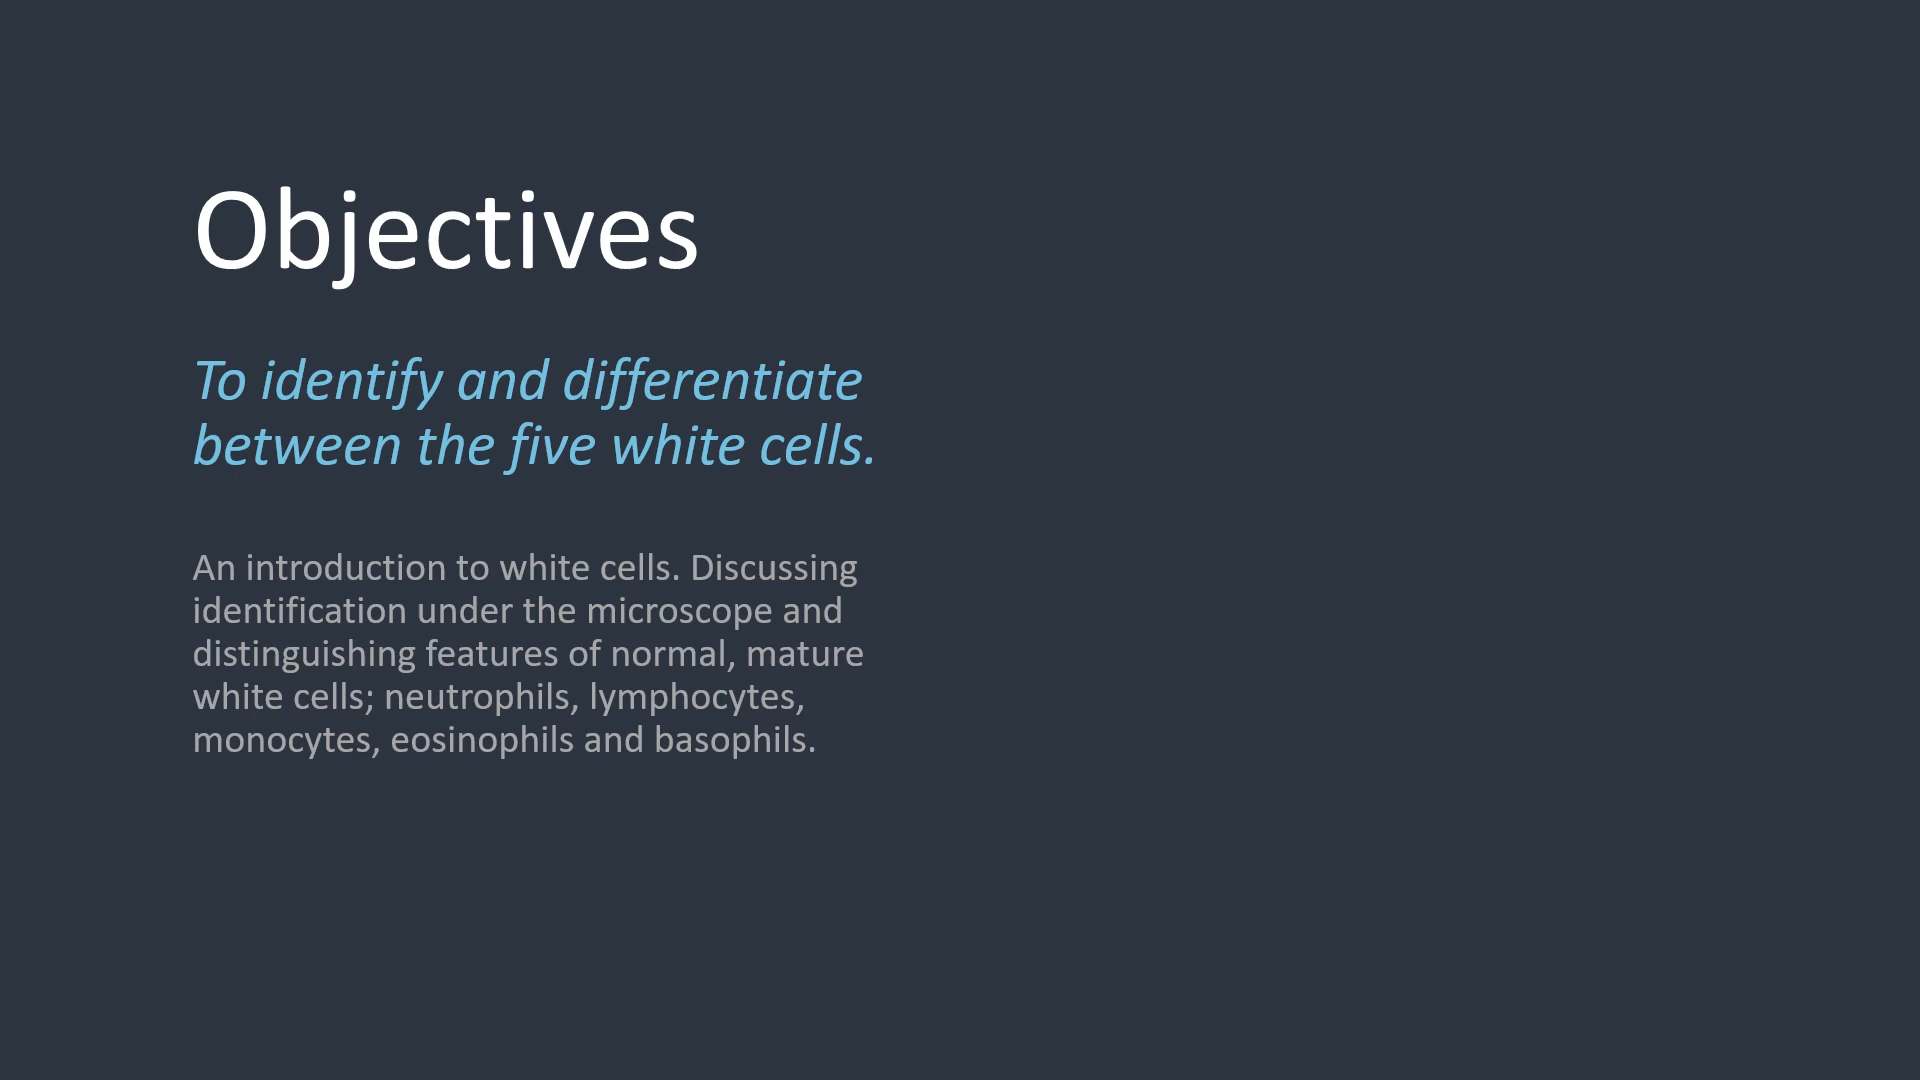 Objectives
To identify and differentiate
between the five white cells.
An introduction to white cells. Discussing
identification under the microscope and
distinguishing features of normal, mature
white cells; neutrophils, lymphocytes,
monocytes, eosinophils and basophils.